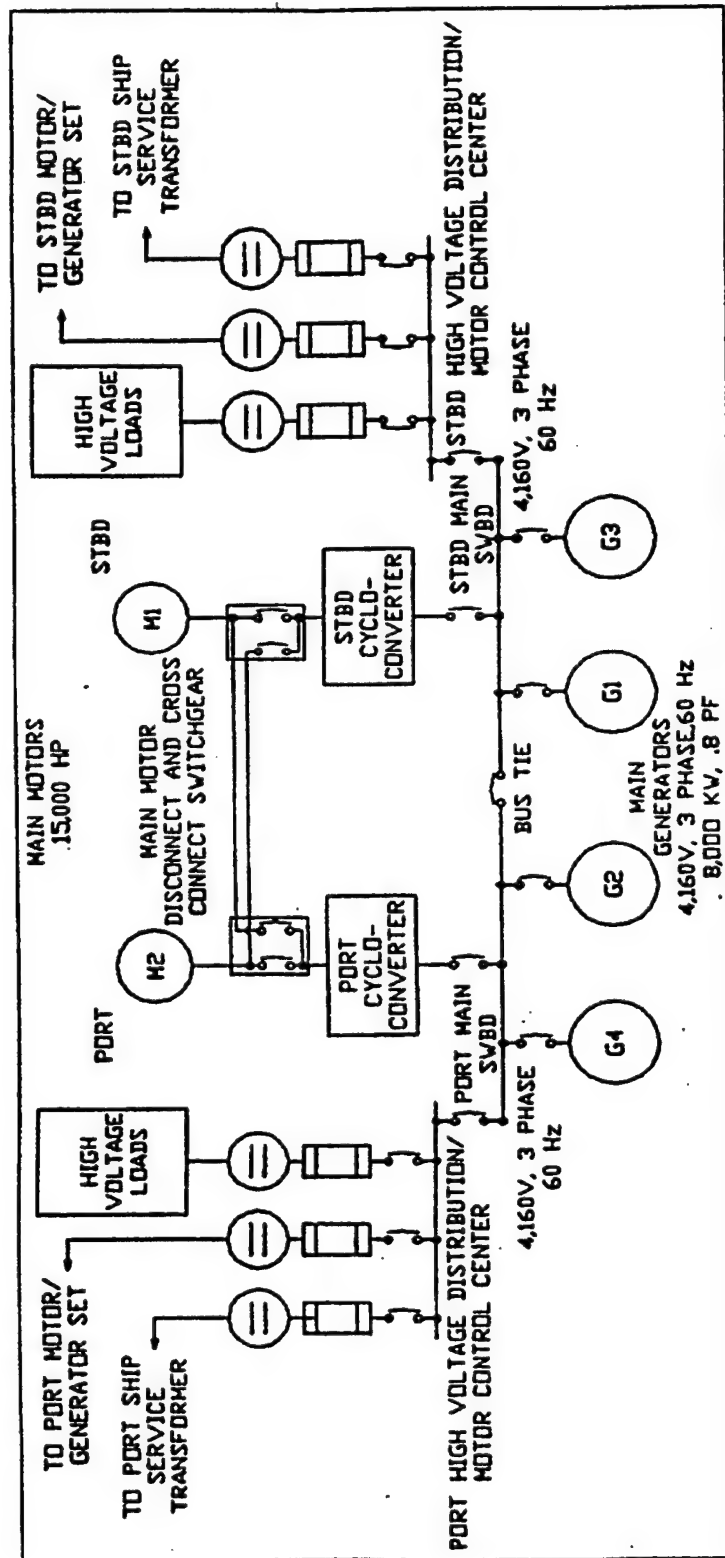 MAIN MOTORS
15,000 HP
PORT
STBD
M2
M1
MAIN MOTOR
DISCONNECT AND CROSS
CONNECT SWITCHGEAR
TO PORT MOTOR/
GENERATOR SET
TO PORT SHIP
SERVICE
TRANSFORMER
HIGH
VOLTAGE
LOADS
HIGH
VOLTAGE
LOADS
TO STBD MOTOR/
GENERATOR SET
TO STBD SHIP
SERVICE
TRANSFORMER
PORT
CYCLO-
CONVERTER
STBD
CYCLO-
CONVERTER
PORT HIGH VOLTAGE DISTRIBUTION/
MOTOR CONTROL CENTER
PORT MAIN
SWBD
STBD MAIN
SWBD
STBD HIGH VOLTAGE DISTRIBUTION/
MOTOR CONTROL CENTER
4,160V, 3 PHASE
60 Hz
BUS TIE
4,160V, 3 PHASE
60 Hz
G4
G2
G1
G3
MAIN
GENERATORS
4,160V, 3 PHASE,60 Hz
8,000 KW, .8 PF